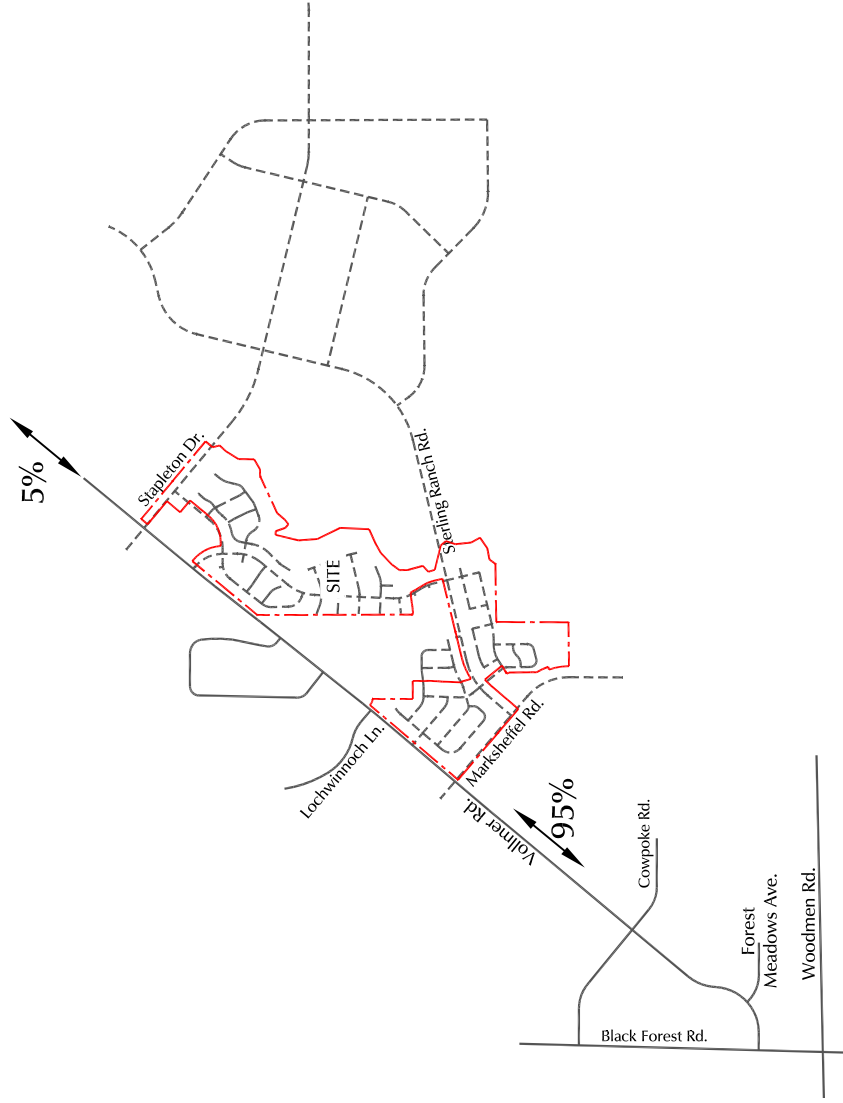 5%
Stapleton Dr.
Sterling Ranch Rd.
SITE
Lochwinnoch Ln.
Marksheffel Rd.
Vollmer Rd.
95%
Cowpoke Rd.
Forest
Meadows Ave.
Woodmen Rd.
Black Forest Rd.